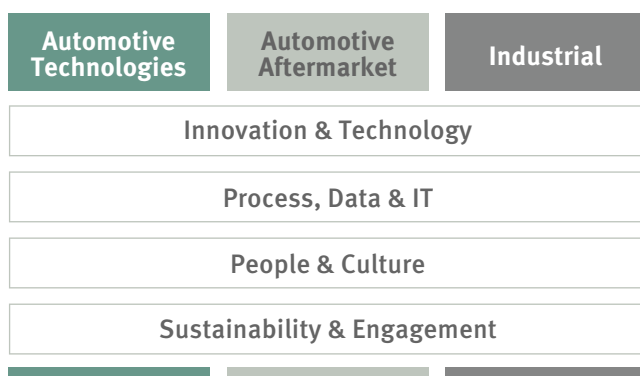 Automotive
Technologies
Automotive
Aftermarket
Industrial
Innovation & Technology
Process, Data & IT
People & Culture
Sustainability & Engagement